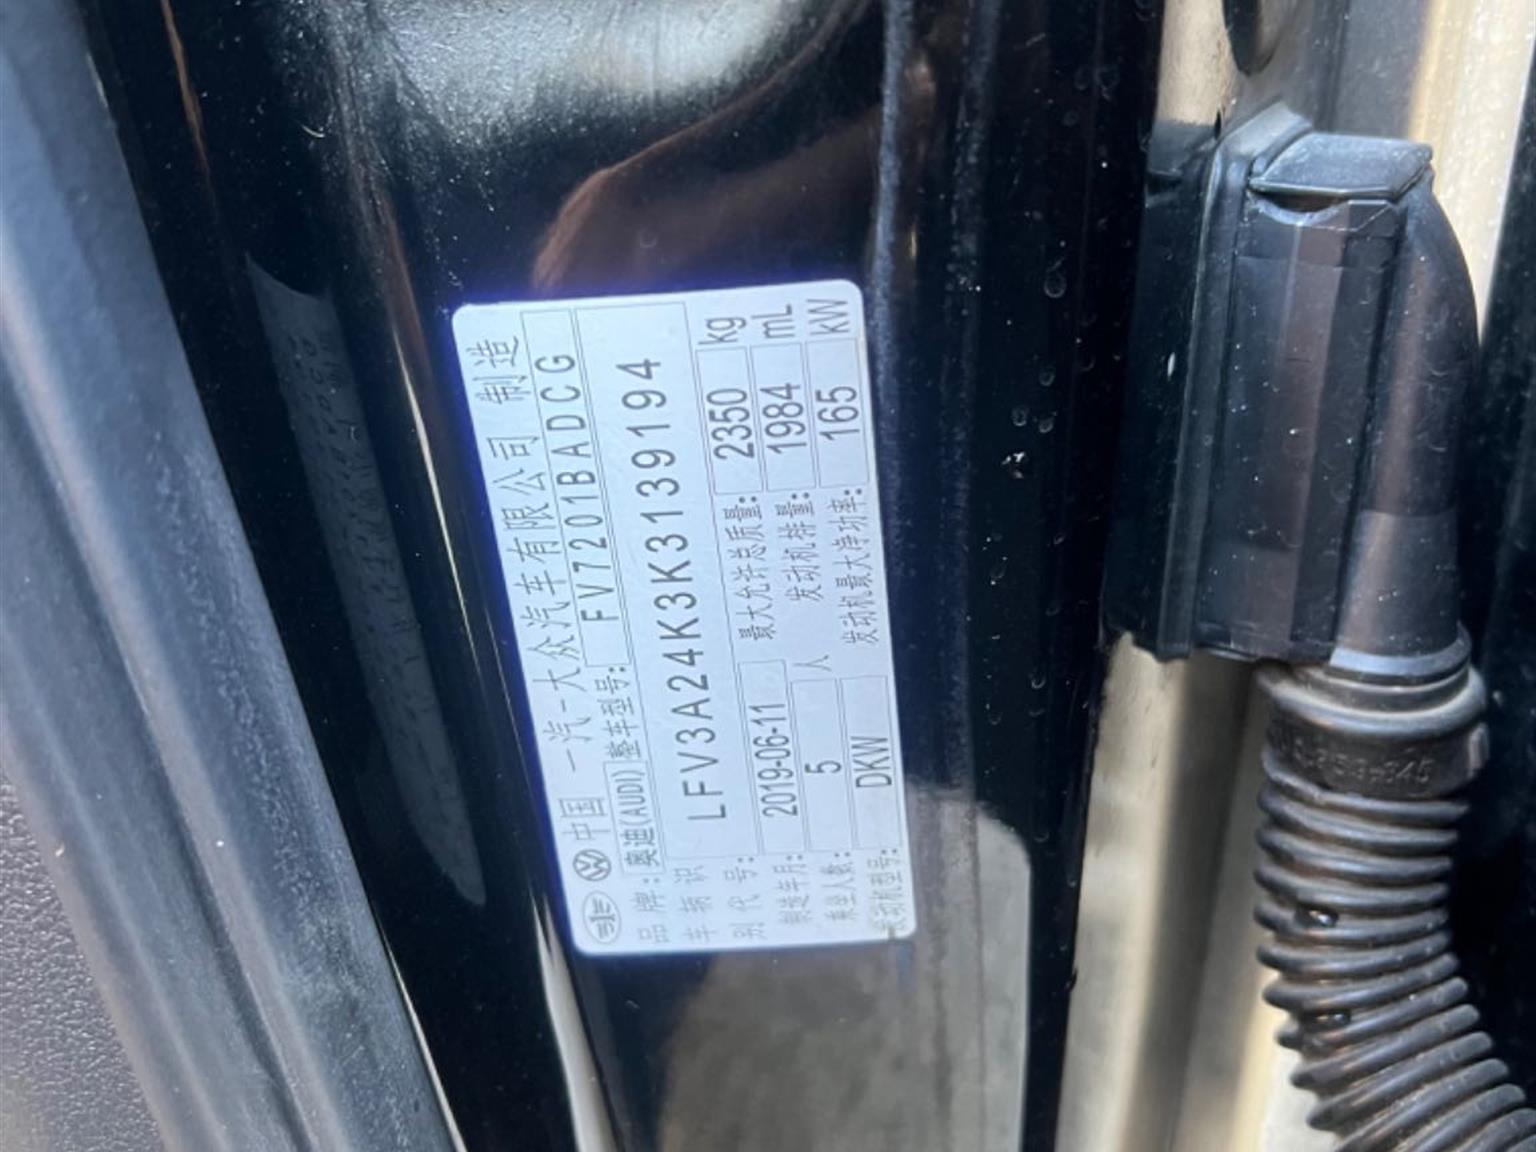 中国 一汽-大众汽车有限公司 制造
品牌: 奥迪(AUDI) 整车型号: FV7201BADCG
车辆识别代号: LFV3A24K3K3139194
制造年月: 2019-06-11 最大允许总质量: 2350 kg
乘坐人数: 5 人 发动机排量: 1984 mL
发动机型号: DKW 发动机最大净功率: 165 kW